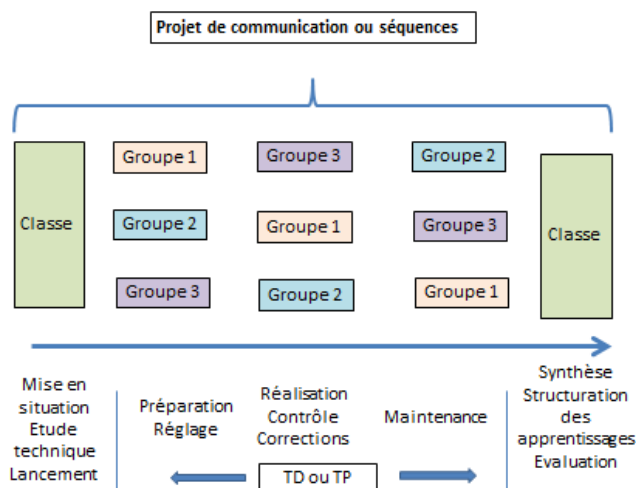 Projet de communication ou séquences
Classe
Groupe 1
Groupe 3
Groupe 2
Groupe 2
Groupe 1
Groupe 3
Groupe 3
Groupe 2
Groupe 1
Classe
Mise en
situation
Etude
technique
Lancement
Préparation
Réglage
Réalisation
Contrôle
Corrections
Maintenance
Synthèse
Structuration
des
apprentissages
Evaluation
TD ou TP